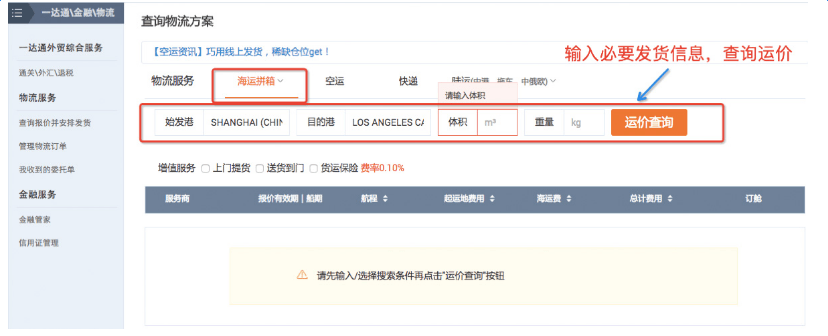 一达通\金融\物流
一达通外贸综合服务
通关\外汇\退税
物流服务
查询报价并安排发货
管理物流订单
我收到的委托单
金融服务
金融管家
信用证管理
查询物流方案
【空运资讯】巧用线上发货，稀缺仓位get！
输入必要发货信息，查询运价
物流服务 海运拼箱 空运 快递 陆运(中港、拖车、中俄欧)
请输入体积
始发港 SHANGHAI (CHIN 目的港 LOS ANGELES CA 体积 m³ 重量 kg 运价查询
增值服务 上门提货 送货到门 货运保险 费率0.10%
服务商 报价有效期 | 船期 航程 起运地费用 海运费 总计费用 订舱
请先输入/选择搜索条件再点击"运价查询"按钮